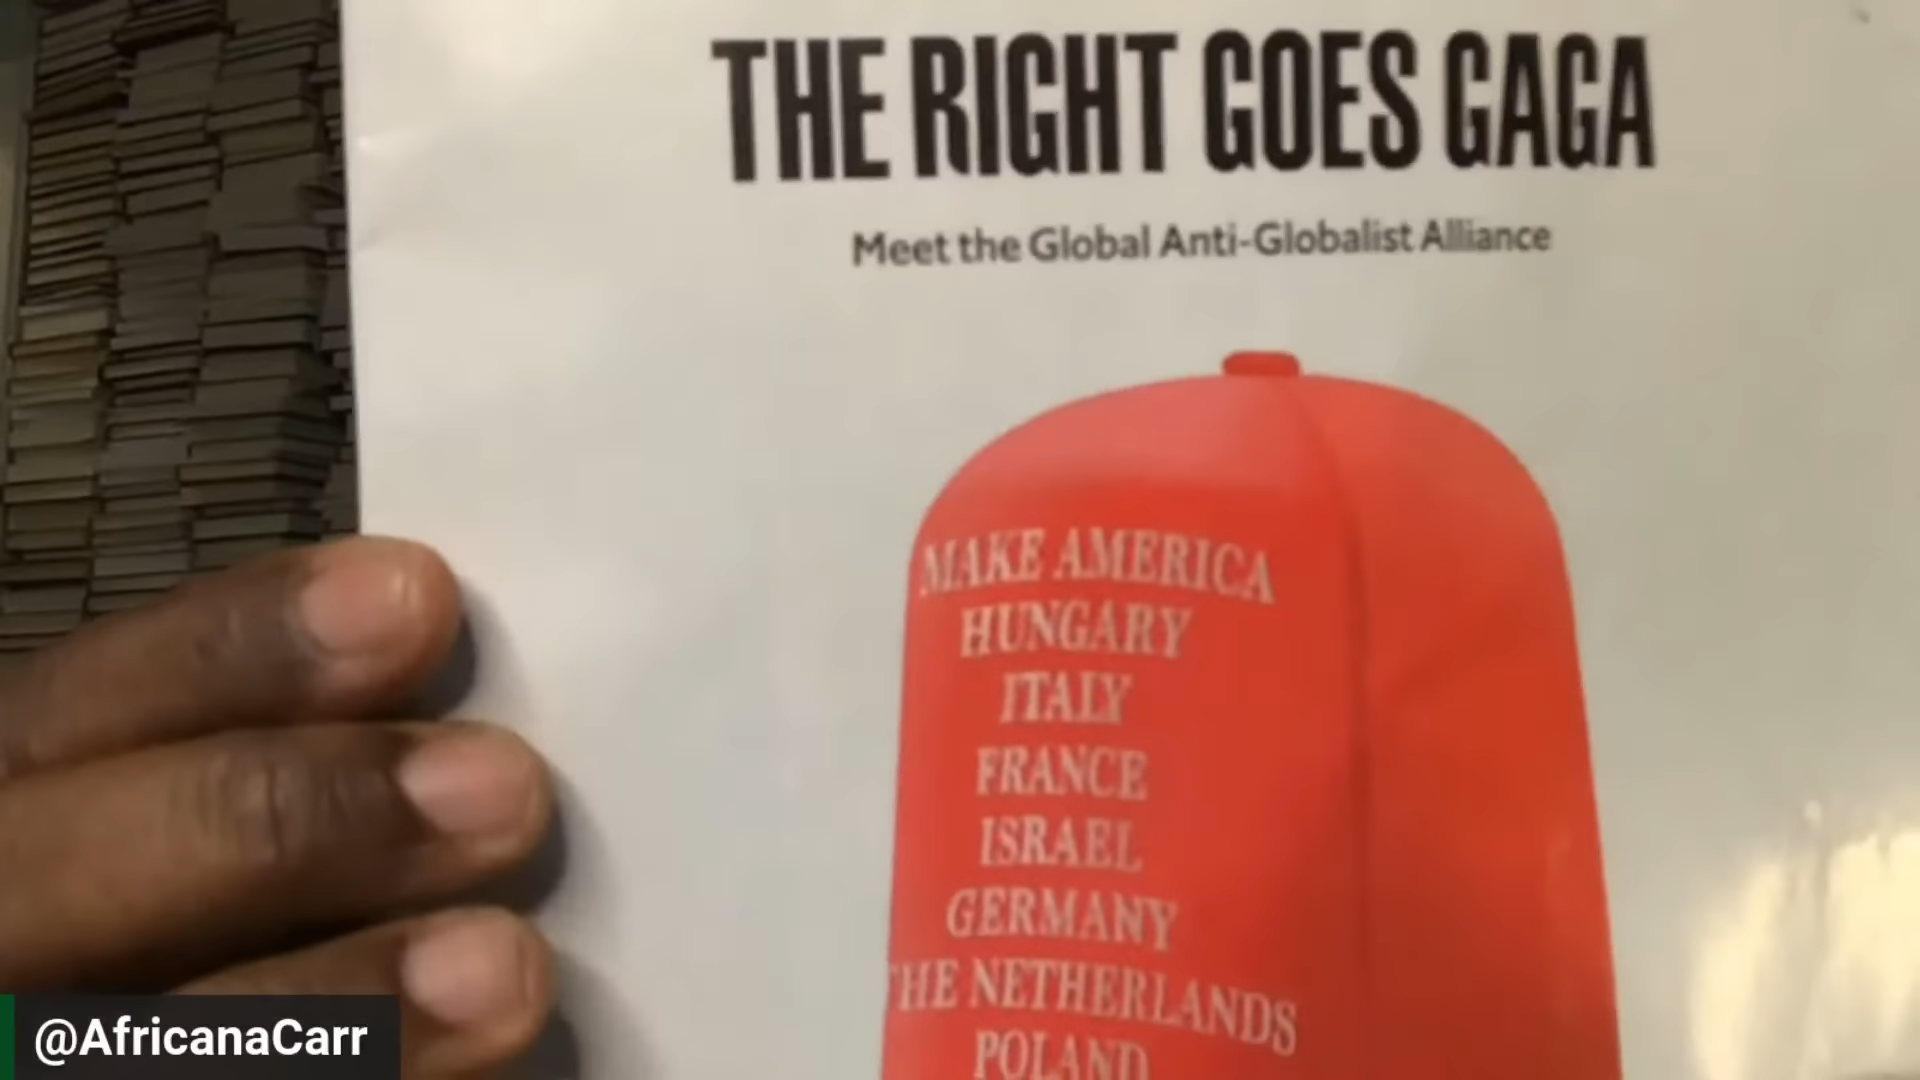 THE RIGHT GOES GAGA
Meet the Global Anti-Globalist Alliance
MAKE AMERICA
HUNGARY
ITALY
FRANCE
ISRAEL
GERMANY
THE NETHERLANDS
POLAND
@AfricanaCarr